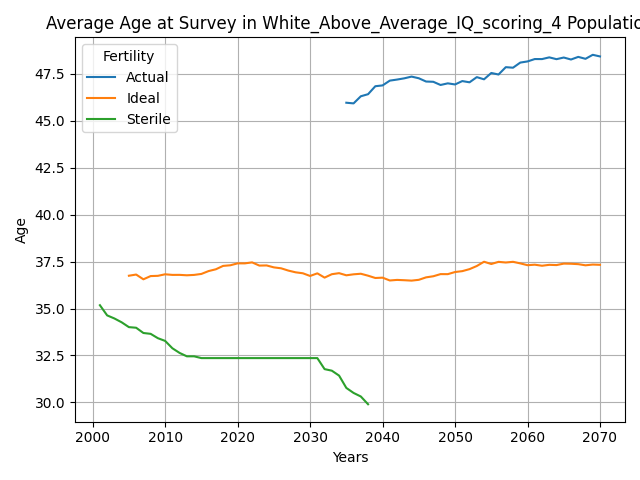 Average Age at Survey in White_Above_Average_IQ_scoring_4 Populatio
Fertility
Actual
Ideal
Sterile
Age
47.5
45.0
42.5
40.0
37.5
35.0
32.5
30.0
2000 2010 2020 2030 2040 2050 2060 2070
Years